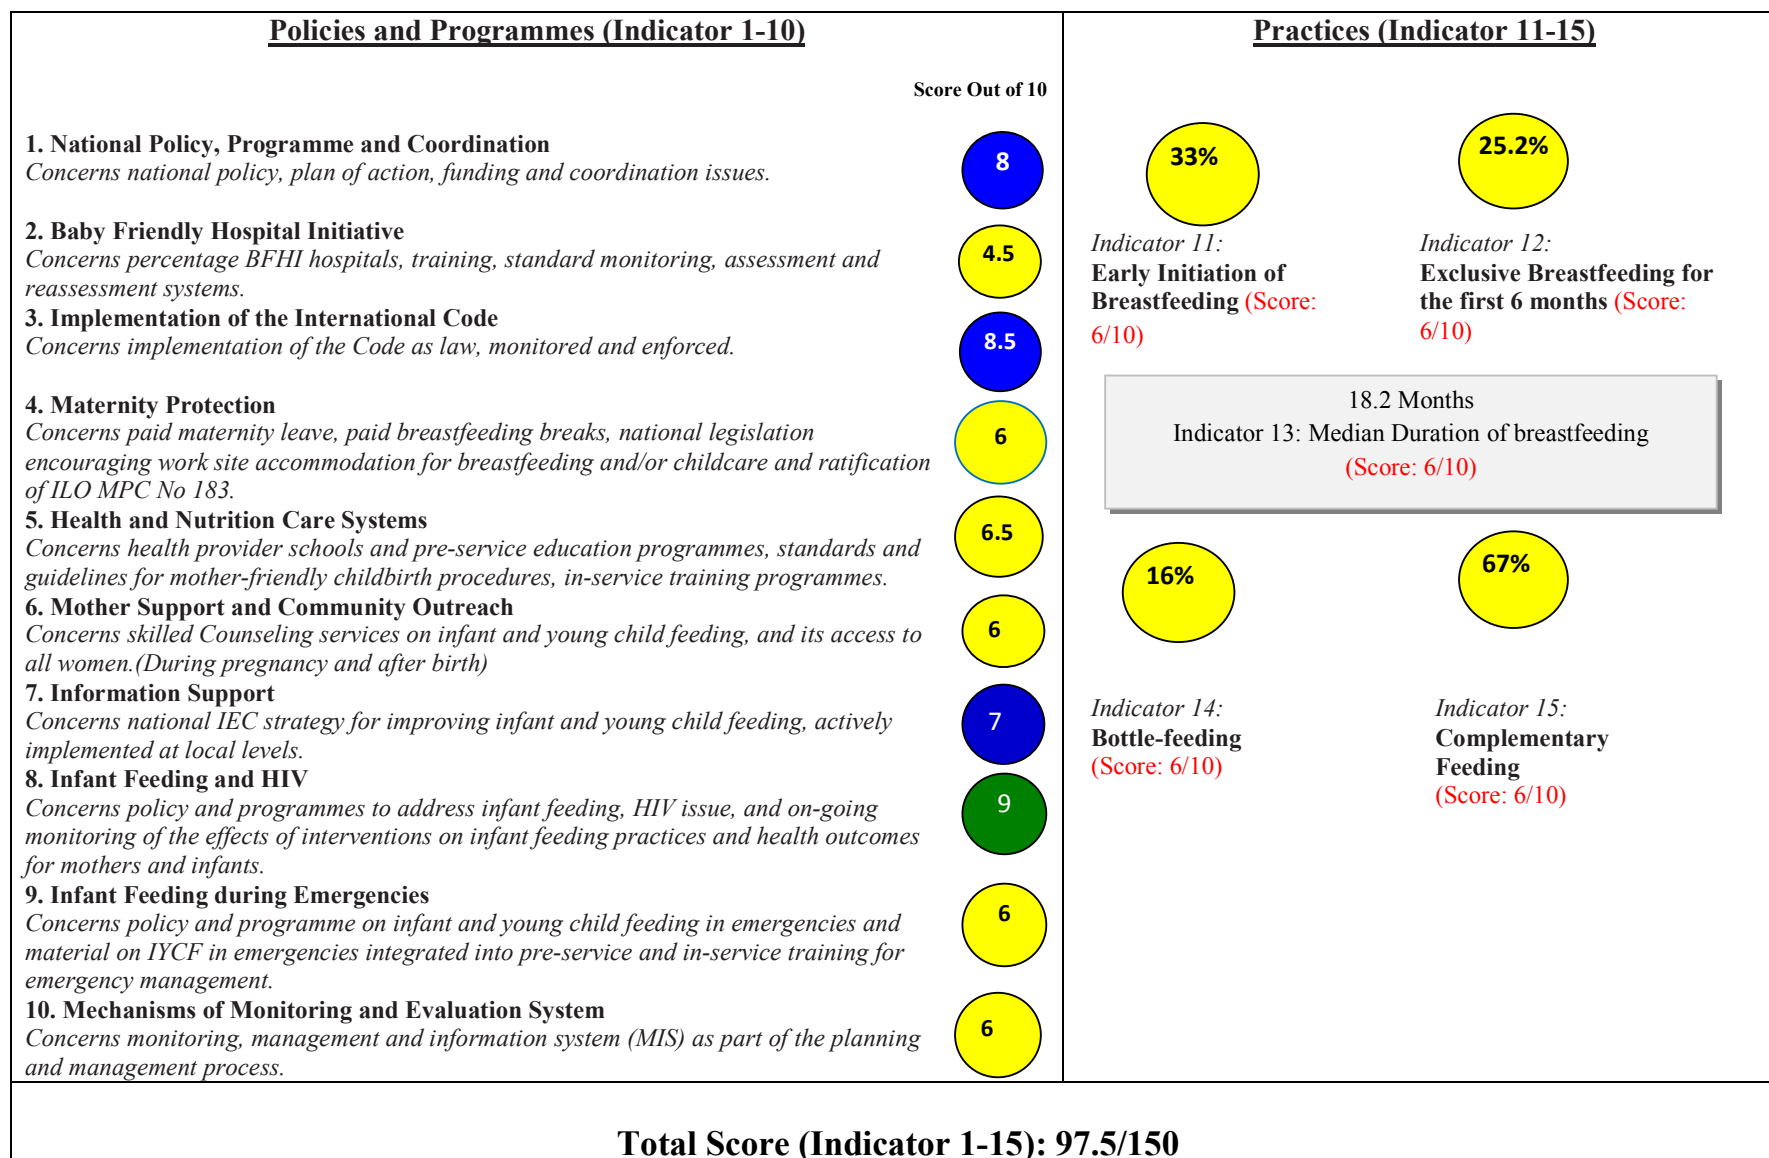 Policies and Programmes (Indicator 1-10)
Score Out of 10
1. National Policy, Programme and Coordination
Concerns national policy, plan of action, funding and coordination issues.
8
2. Baby Friendly Hospital Initiative
Concerns percentage BFHI hospitals, training, standard monitoring, assessment and
reassessment systems.
4.5
3. Implementation of the International Code
Concerns implementation of the Code as law, monitored and enforced.
8.5
4. Maternity Protection
Concerns paid maternity leave, paid breastfeeding breaks, national legislation
encouraging work site accommodation for breastfeeding and/or childcare and ratification
of ILO MPC No 183.
6
5. Health and Nutrition Care Systems
Concerns health provider schools and pre-service education programmes, standards and
guidelines for mother-friendly childbirth procedures, in-service training programmes.
6.5
6. Mother Support and Community Outreach
Concerns skilled Counseling services on infant and young child feeding, and its access to
all women.(During pregnancy and after birth)
6
7. Information Support
Concerns national IEC strategy for improving infant and young child feeding, actively
implemented at local levels.
7
8. Infant Feeding and HIV
Concerns policy and programmes to address infant feeding, HIV issue, and on-going
monitoring of the effects of interventions on infant feeding practices and health outcomes
for mothers and infants.
9
9. Infant Feeding during Emergencies
Concerns policy and programme on infant and young child feeding in emergencies and
material on IYCF in emergencies integrated into pre-service and in-service training for
emergency management.
6
10. Mechanisms of Monitoring and Evaluation System
Concerns monitoring, management and information system (MIS) as part of the planning
and management process.
6
Practices (Indicator 11-15)
33%
Indicator 11:
Early Initiation of
Breastfeeding (Score:
6/10)
25.2%
Indicator 12:
Exclusive Breastfeeding for
the first 6 months (Score:
6/10)
18.2 Months
Indicator 13: Median Duration of breastfeeding
(Score: 6/10)
16%
Indicator 14:
Bottle-feeding
(Score: 6/10)
67%
Indicator 15:
Complementary
Feeding
(Score: 6/10)
Total Score (Indicator 1-15): 97.5/150